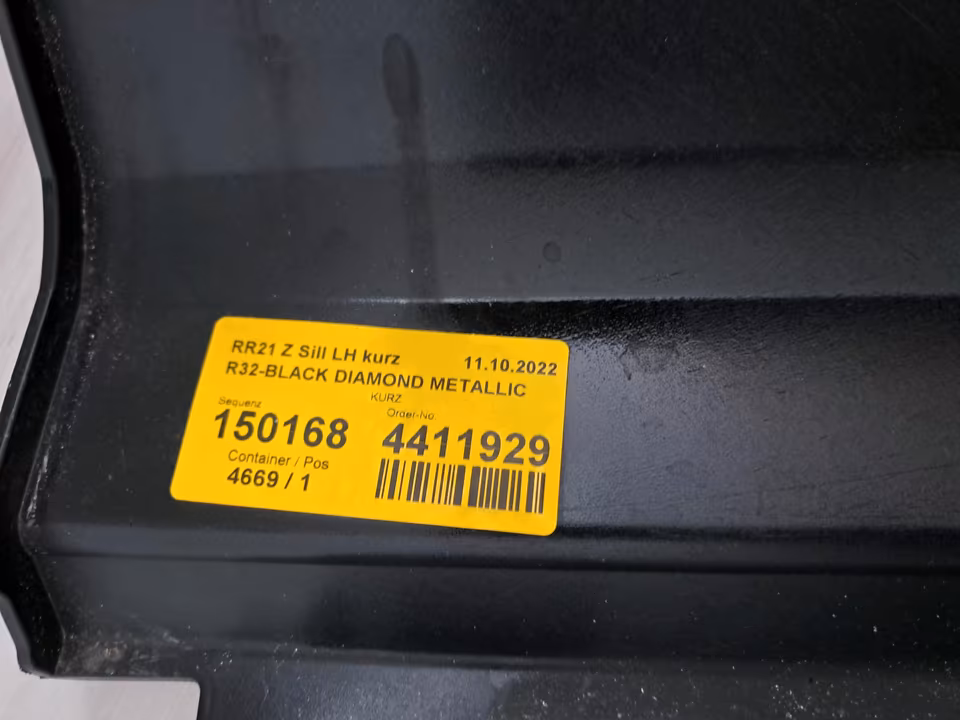 RR21 Z Sill LH kurz 11.10.2022
R32-BLACK DIAMOND METALLIC
KURZ
Sequenz Order-No.
150168 4411929
Container / Pos
4669 / 1